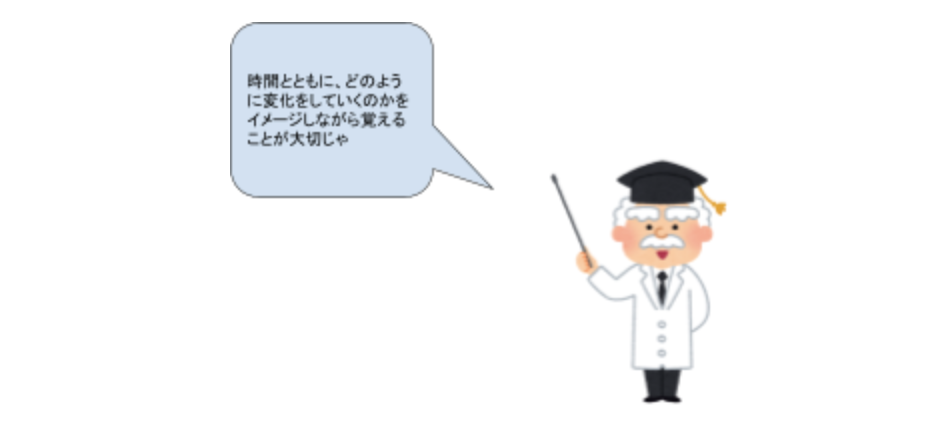 時間とともに、どのよう
に変化をしていくのかを
イメージしながら覚える
ことが大切じゃ